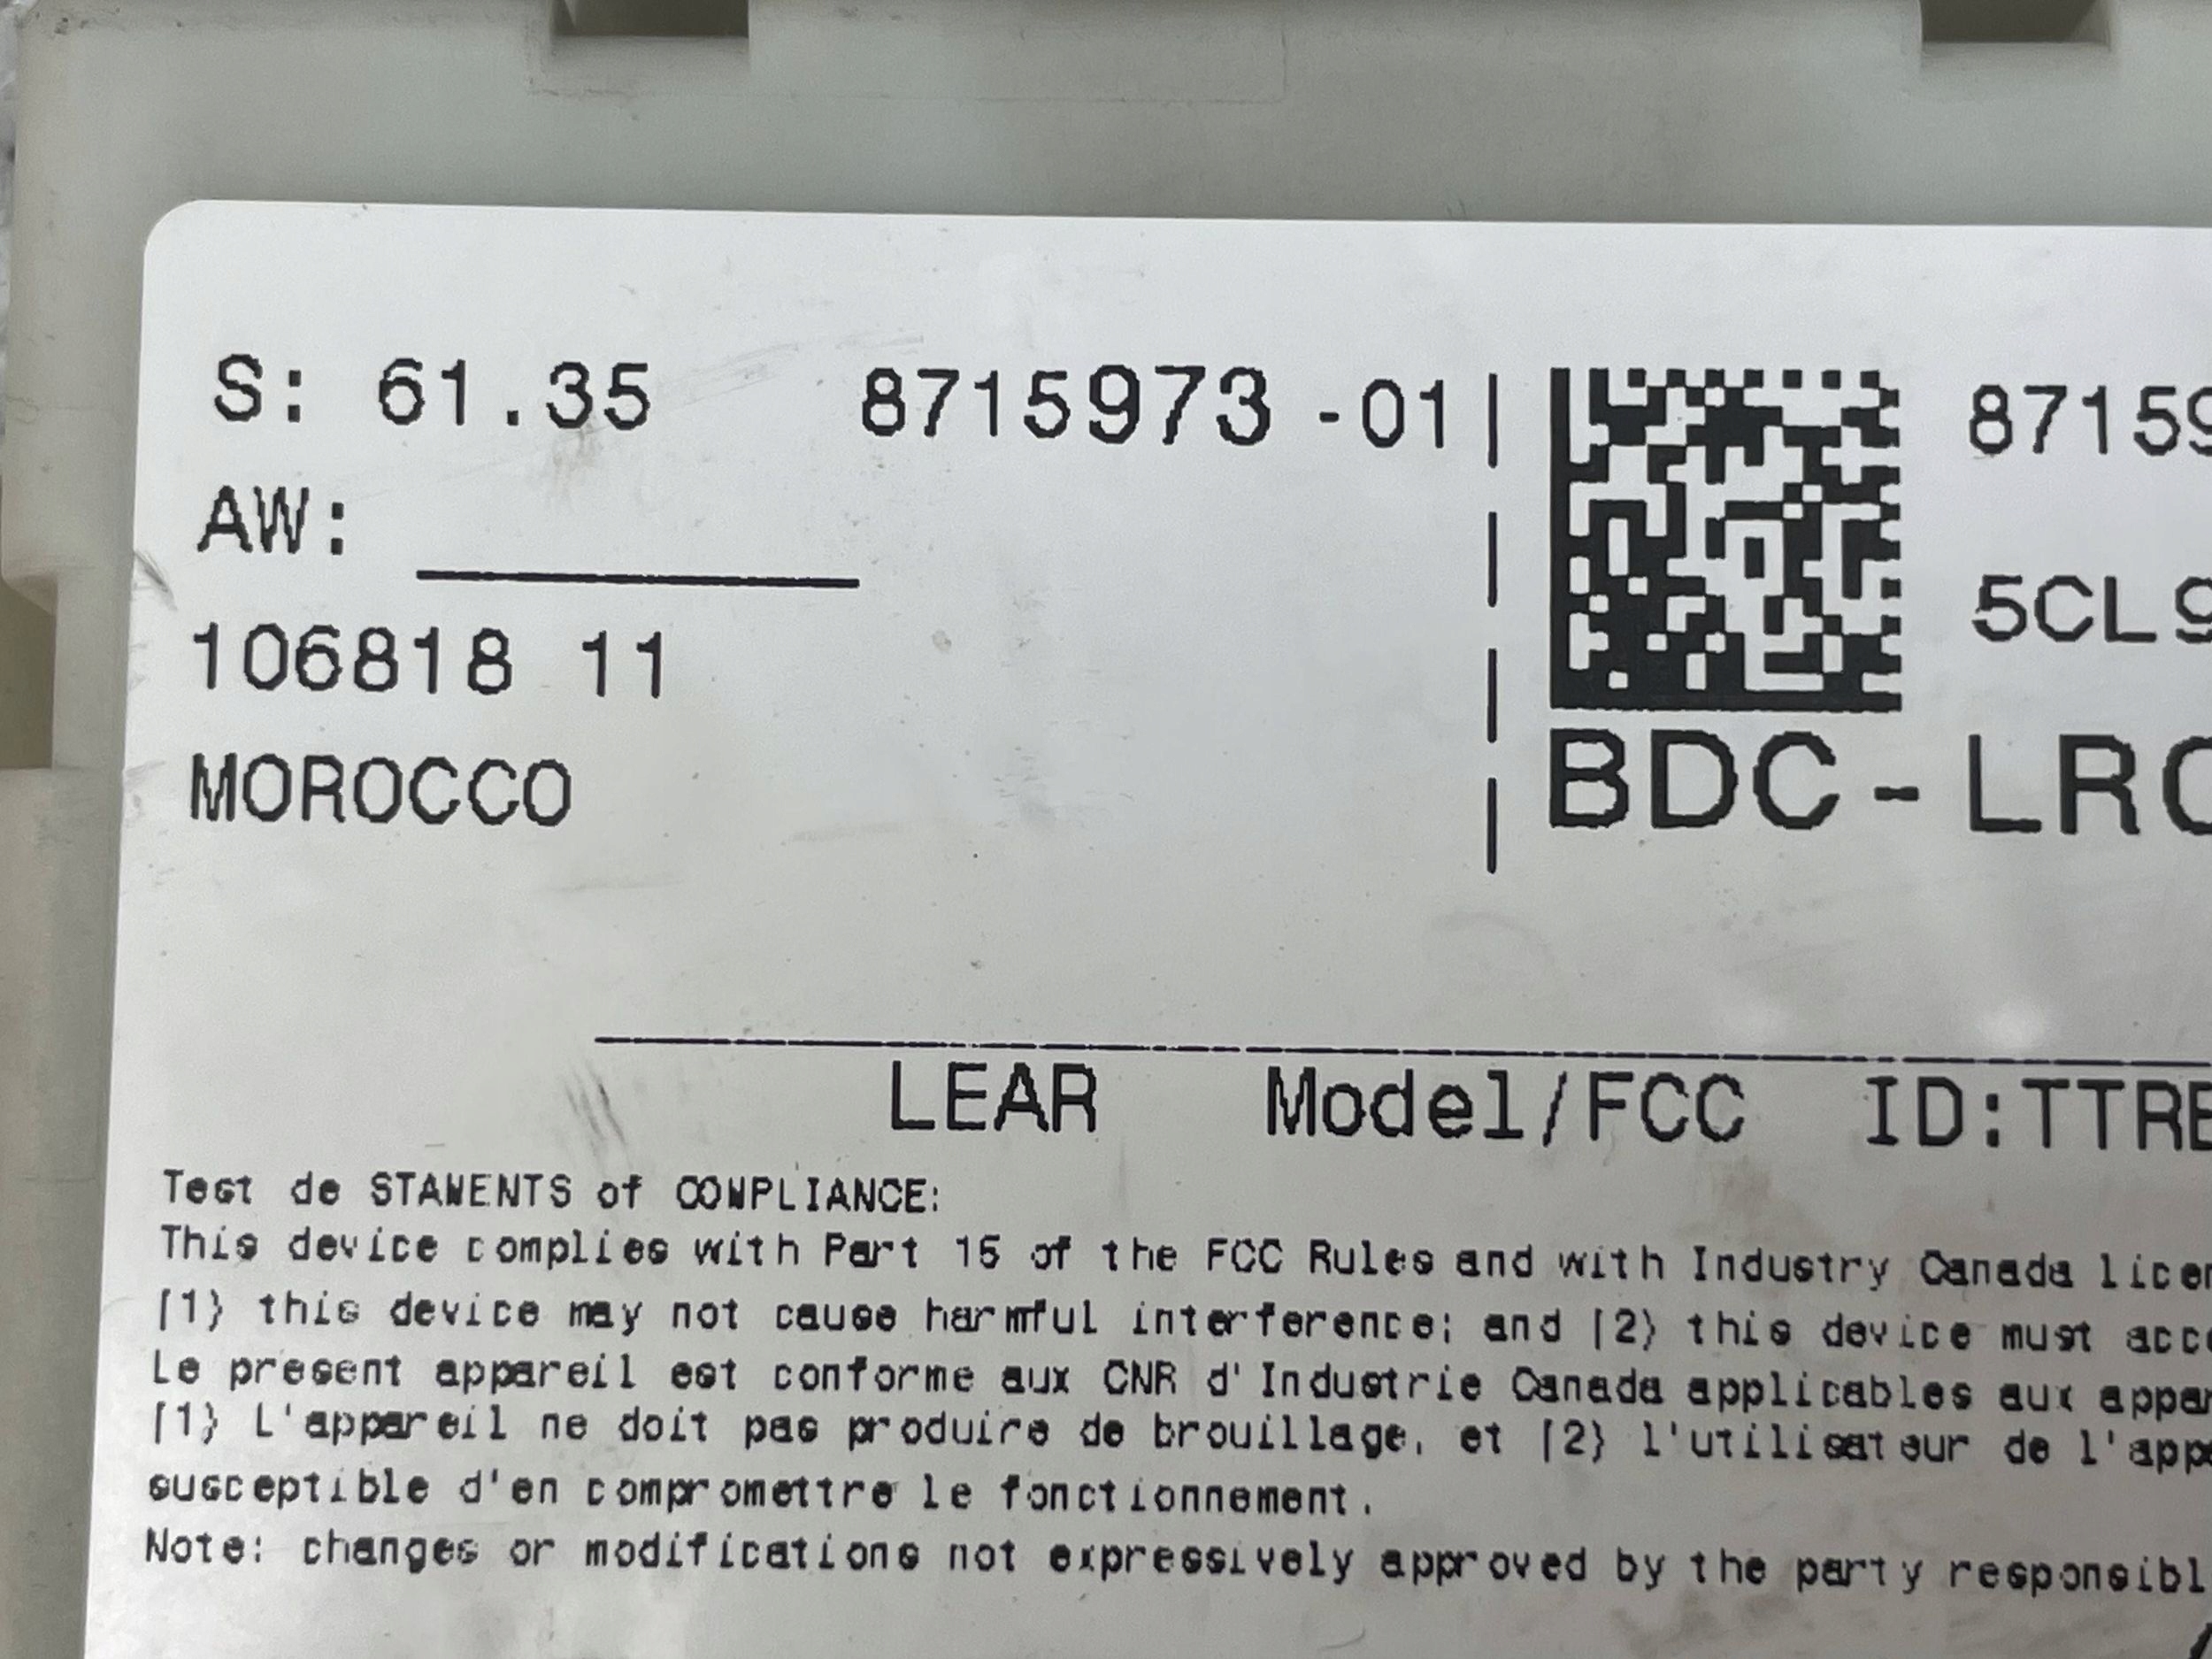 S: 61.35 8715973 -01
AW:
106818 11
MOROCCO
8715
5CL9
BDC-LR
LEAR Model/FCC ID:TTR
Test de STAMENTS of COMPLIANCE:
This device complies with Part 15 of the FCC Rules and with Industry Canada licen
(1) this device may not cause harmful interference; and (2) this device must acc
Le present appareil est conforme aux CNR d'Industrie Canada applicables aux appar
(1) L'appareil ne doit pas produire de brouillage, et (2) l'utilisateur de l'app
susceptible d'en compromettre le fonctionnement.
Note: changes or modifications not expressively approved by the party responsibl